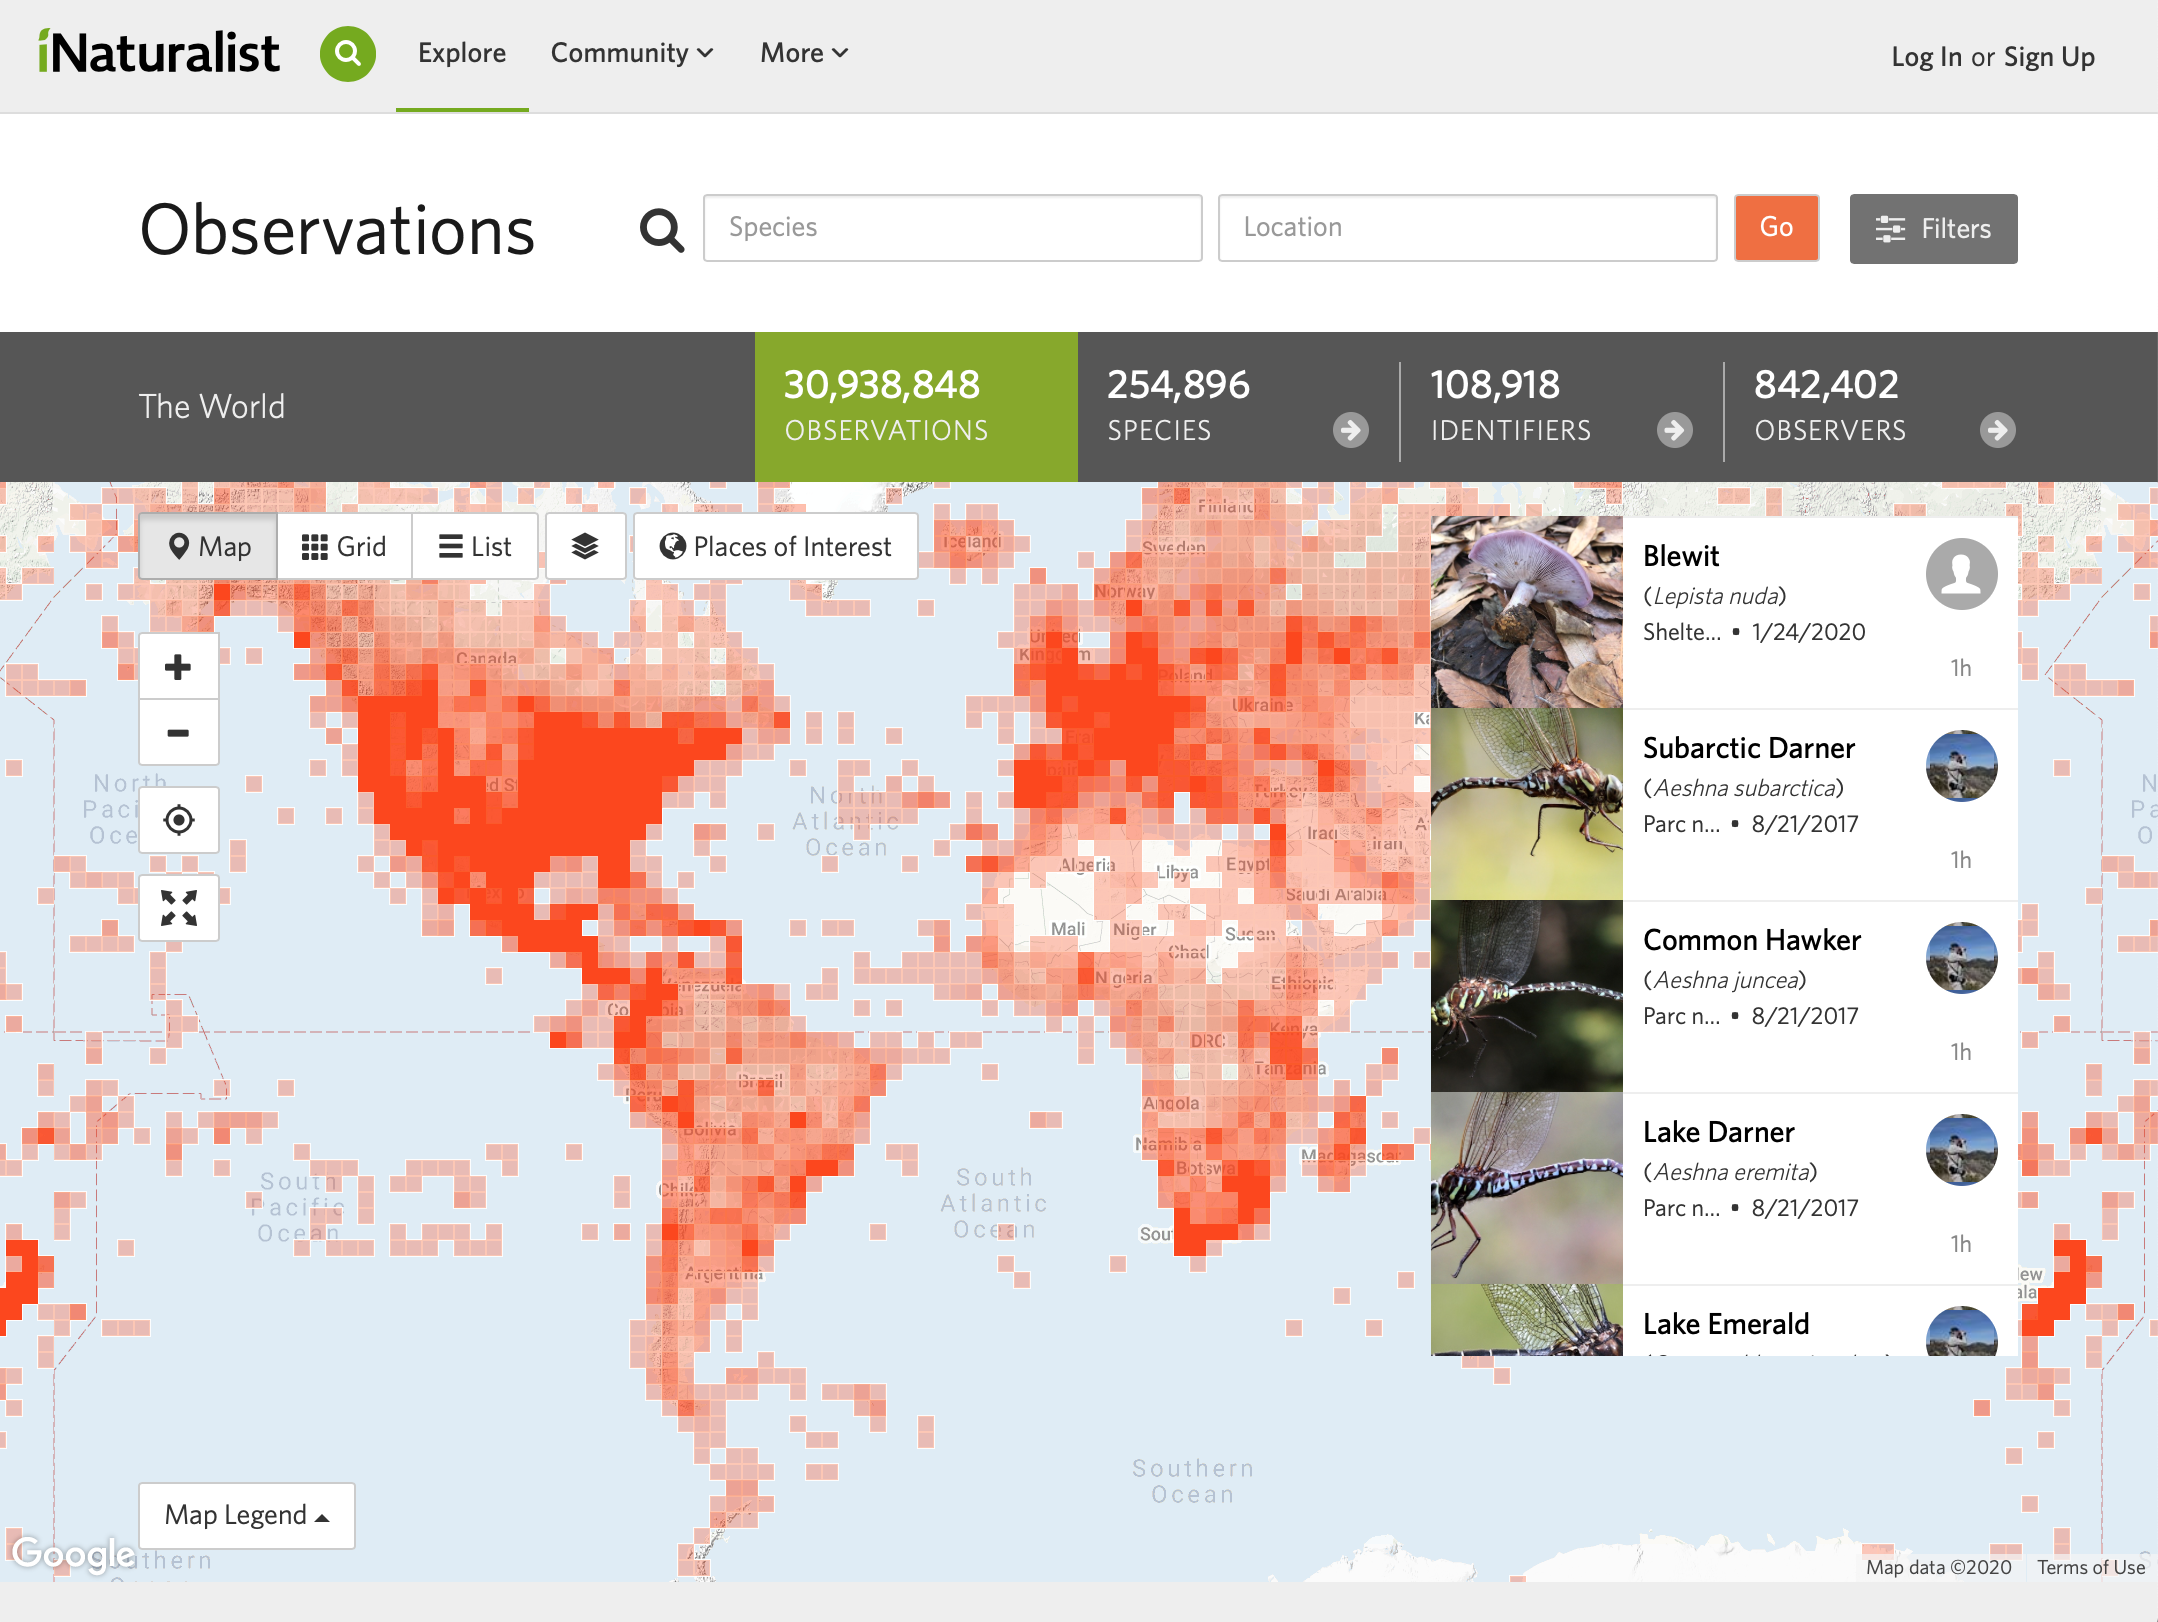 iNaturalist
Explore
Community
More
Log In or Sign Up
Observations
Species
Location
Go
Filters
The World
30,938,848
OBSERVATIONS
254,896
SPECIES
108,918
IDENTIFIERS
842,402
OBSERVERS
Map
Grid
List
Places of Interest
Finland
Iceland
Sweden
Norway
United
Kingdom
Canada
Poland
Ukraine
North
Atlantic
Ocean
North
Turkey
Iraq
Iran
Algeria
Libya
Egypt
Saudi Arabia
Mali
Niger
Sudan
Chad
Nigeria
Ethiopia
Venezuela
Colombia
Kenya
DRC
Tanzania
Brazil
Peru
Angola
Bolivia
Namibia
Botswa
Madagascar
Chile
South
Pacific
Ocean
South
Atlantic
Ocean
Argentina
Southern
Ocean
Blewit
(Lepista nuda)
Shelte... • 1/24/2020
1h
Subarctic Darner
(Aeshna subarctica)
Parc n... • 8/21/2017
1h
Common Hawker
(Aeshna juncea)
Parc n... • 8/21/2017
1h
Lake Darner
(Aeshna eremita)
Parc n... • 8/21/2017
1h
Lake Emerald
Map Legend
Google
Map data ©2020
Terms of Use